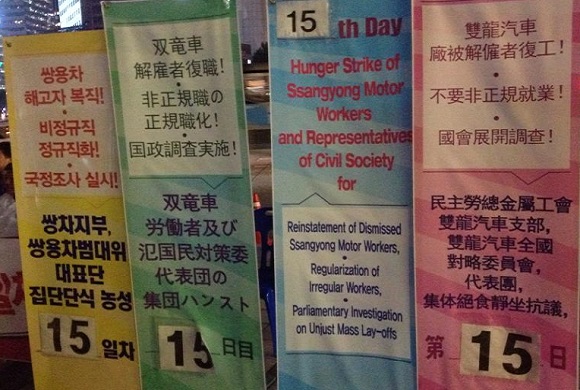 쌍용차
해고자 복직!
·
비정규직
정규직화!
·
국정조사 실시!
쌍차지부,
쌍용차범대위
대표단
집단단식 농성
15 일차
双竜車
解雇者復職!
·
非正規職の
正規職化!
·
国政調査実施!
双竜車
労働者及び
氾国民対策委
代表団の
集団ハンスト
15 日目
15 th Day
Hunger Strike of
Ssangyong Motor
Workers
and Representatives
of Civil Society
for
Reinstatement of Dismissed
Ssangyong Motor Workers,
·
Regularization of
Irregular Workers,
·
Parliamentary Investigation
on Unjust Mass Lay-offs
雙龍汽車
廠被解僱者復工!
·
不要非正規就業!
·
國會展開調查!
民主勞總金屬工會
雙龍汽車支部,
雙龍汽車全國
對略委員會,
代表團,
集体絕食靜坐抗議,
第 15 日